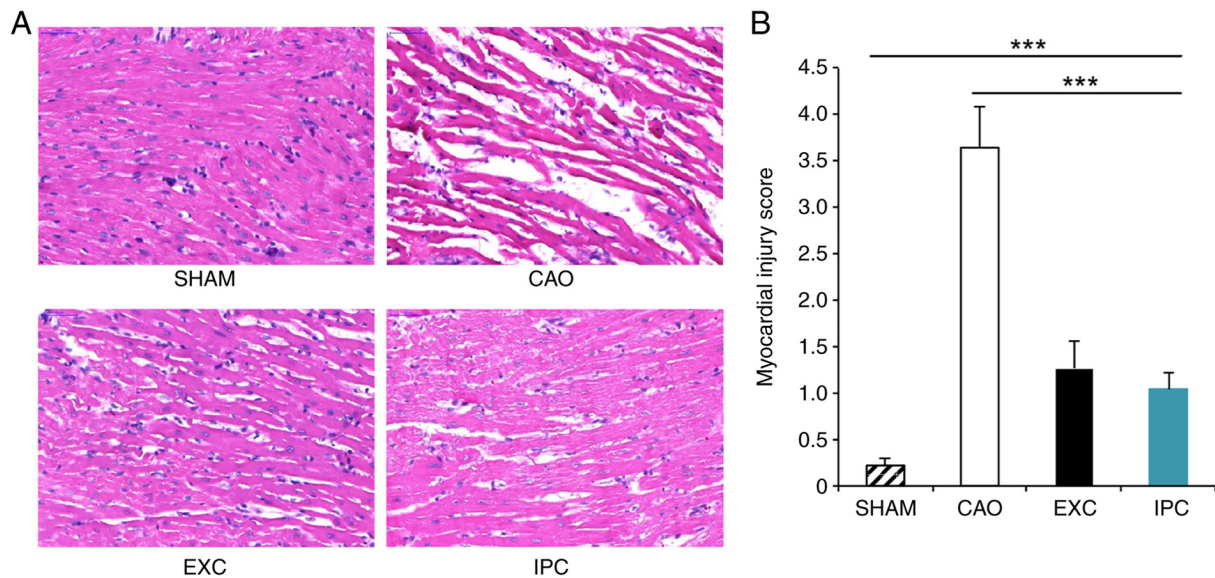 A
SHAM
CAO
EXC
IPC
B
***
***
Myocardial injury score
4.5
4.0
3.5
3.0
2.5
2.0
1.5
1.0
0.5
0
SHAM CAO EXC IPC